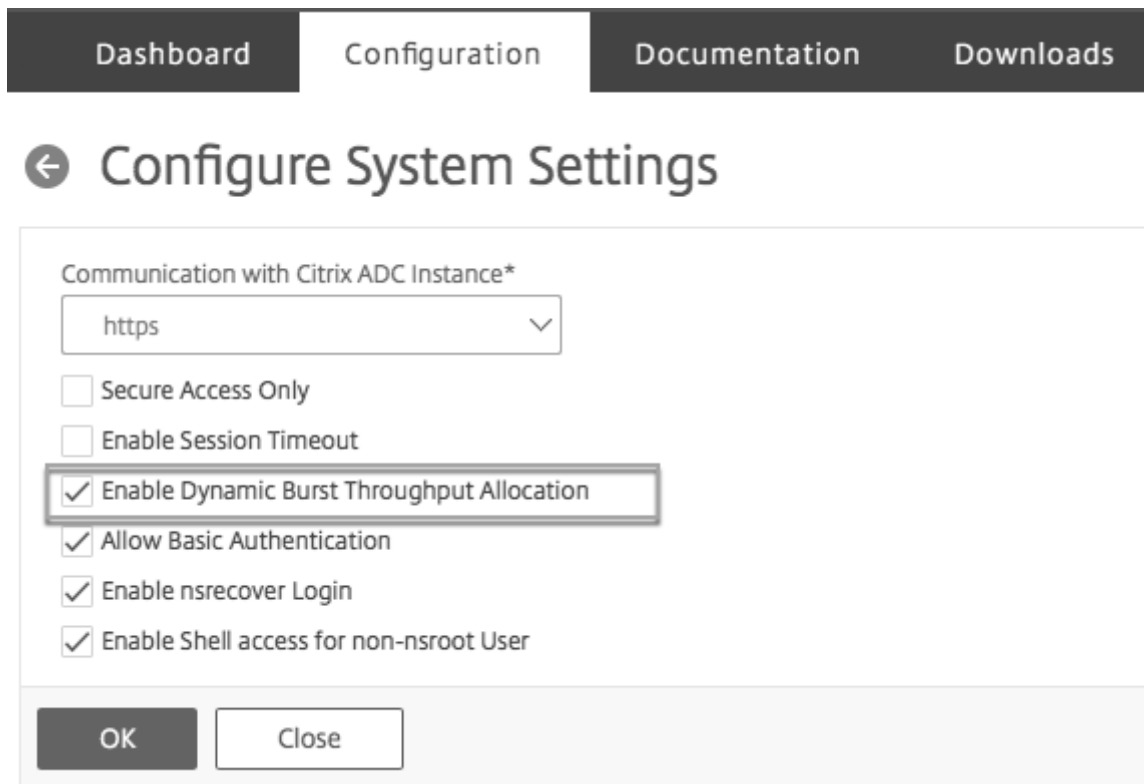 Dashboard Configuration Documentation Downloads
Configure System Settings
Communication with Citrix ADC Instance*
https
Secure Access Only
Enable Session Timeout
Enable Dynamic Burst Throughput Allocation
Allow Basic Authentication
Enable nsrecover Login
Enable Shell access for non-nsroot User
OK Close